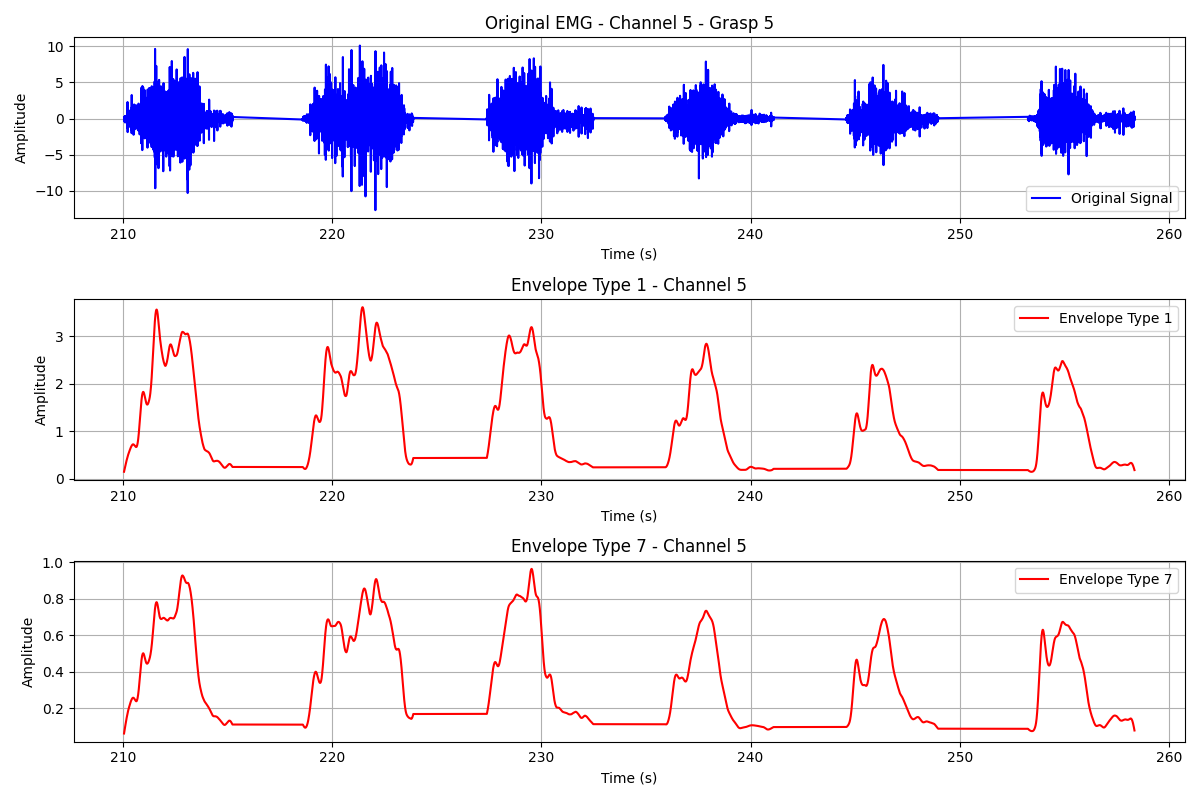 Original EMG - Channel 5 - Grasp 5
10
5
0
−5
−10
Amplitude
Original Signal
210 220 230 240 250 260
Time (s)
Envelope Type 1 - Channel 5
3
2
1
0
Amplitude
Envelope Type 1
210 220 230 240 250 260
Time (s)
Envelope Type 7 - Channel 5
1.0
0.8
0.6
0.4
0.2
Amplitude
Envelope Type 7
210 220 230 240 250 260
Time (s)